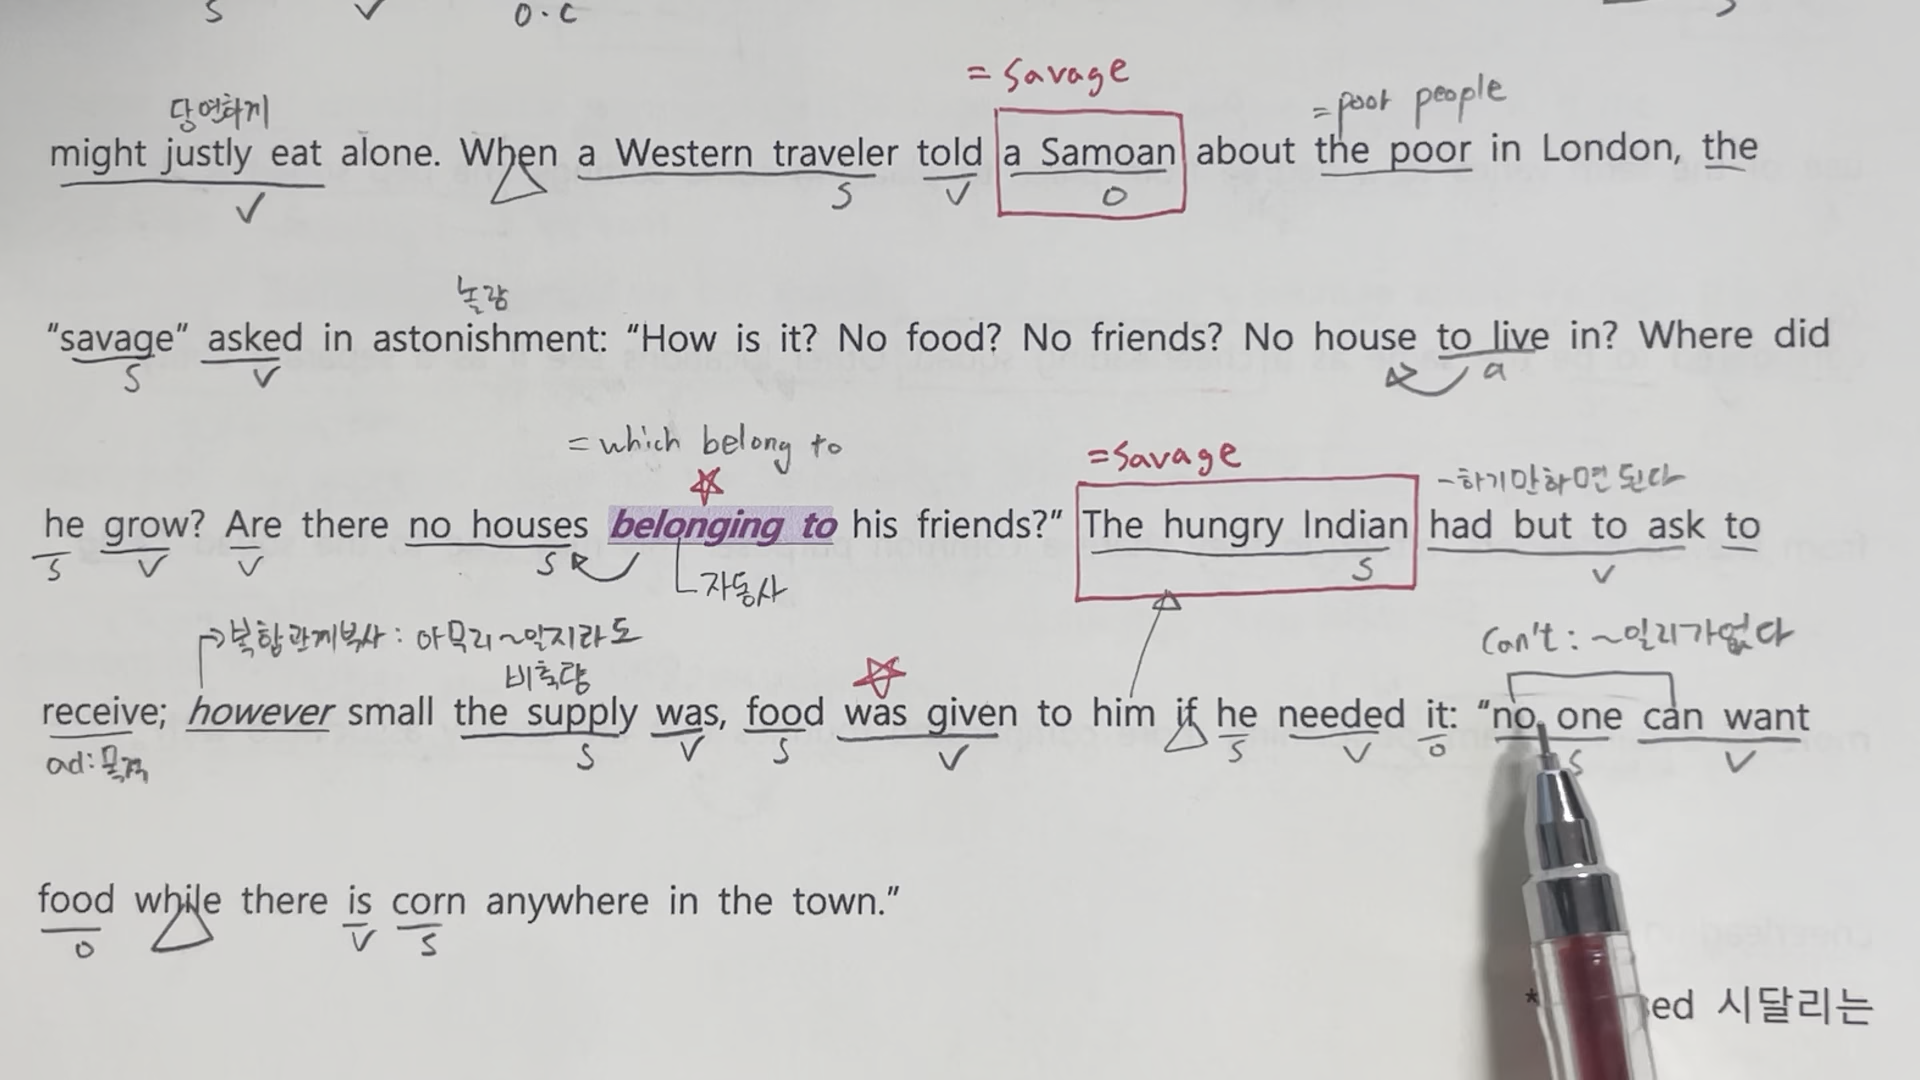 S V O·C S
= Savage
당연하게 =poor people
might justly eat alone. When a Western traveler told a Samoan about the poor in London, the
V S V O
놀람
“savage” asked in astonishment: “How is it? No food? No friends? No house to live in? Where did
S V a
= which belong to =Savage ~하기만하면 된다
he grow? Are there no houses belonging to his friends?” The hungry Indian had but to ask to
S V V S 자동사 S V
복합관계부사: 아무리~일지라도 Can't: ~일리가없다
비축량
receive; however small the supply was, food was given to him if he needed it: “no one can want
ad:목적 S V S V S V O S V
food while there is corn anywhere in the town.”
O V S
* sed 시달리는